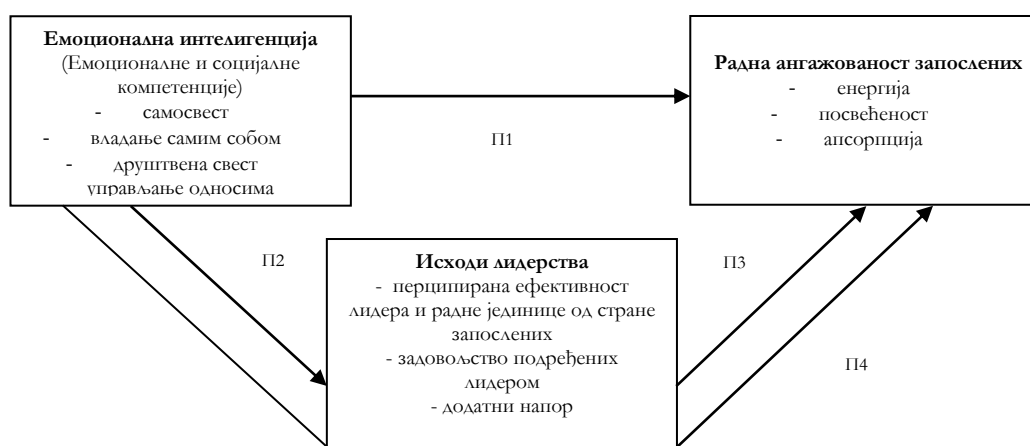 Емоционална интелигенција
(Емоционалне и социјалне
компетенције)
- самосвест
- владање самим собом
- друштвена свест
управљање односима
П1
Радна ангажованост запослених
- енергија
- посвећеност
- апсорпција
П2
Исходи лидерства
- перципирана ефективност
лидера и радне јединице од стране
запослених
- задовољство подређених
лидером
- додатни напор
П3
П4